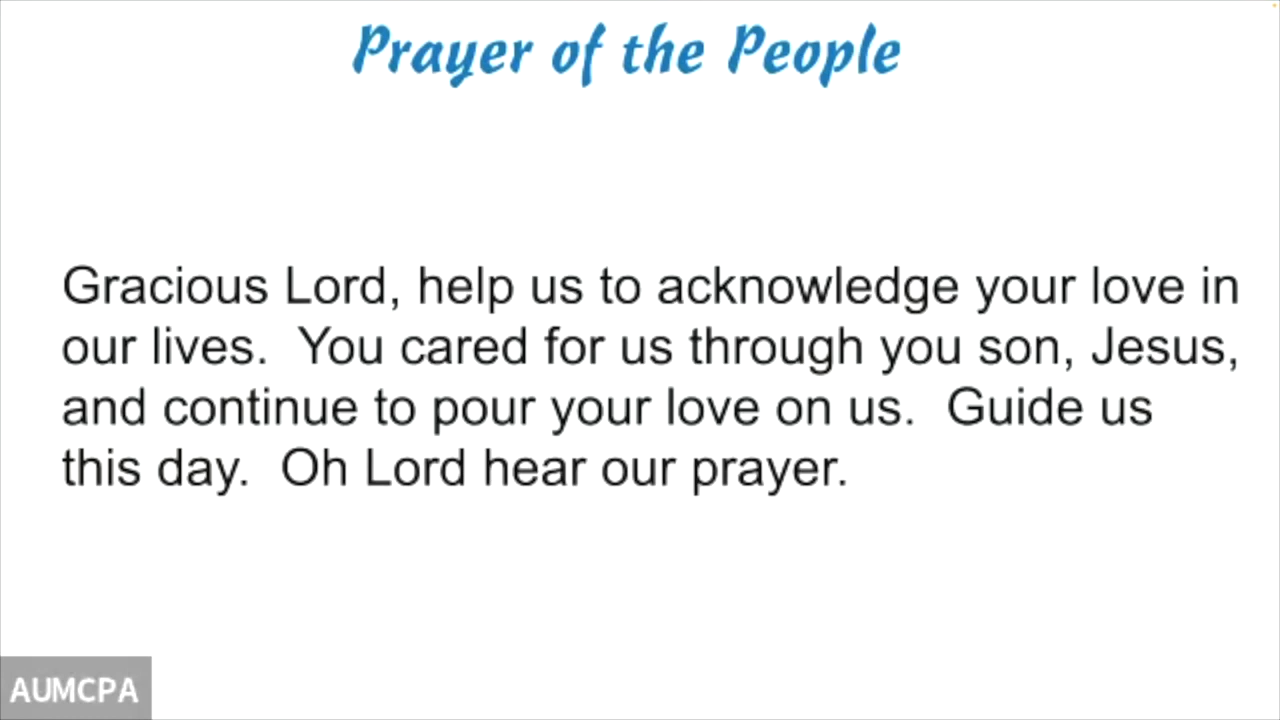 Prayer of the People
Gracious Lord, help us to acknowledge your love in
our lives.  You cared for us through you son, Jesus,
and continue to pour your love on us.  Guide us
this day.  Oh Lord hear our prayer.
AUMCPA